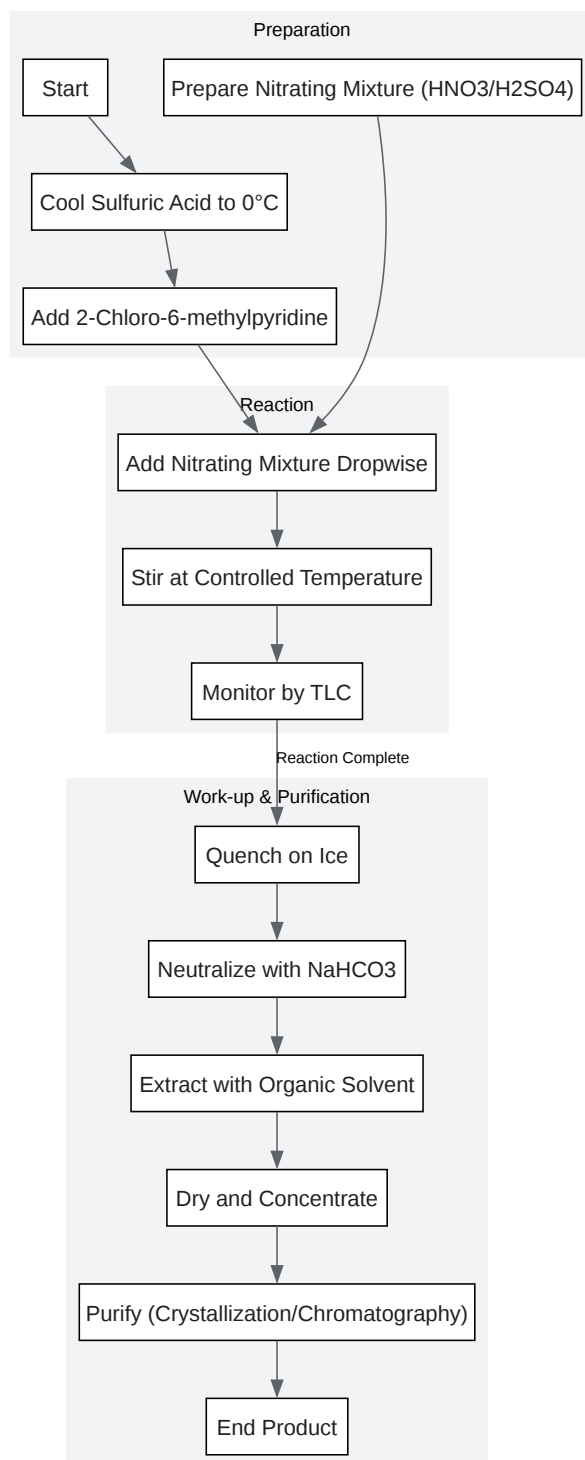 Preparation
Start
Prepare Nitrating Mixture (HNO3/H2SO4)
Cool Sulfuric Acid to 0°C
Add 2-Chloro-6-methylpyridine
Reaction
Add Nitrating Mixture Dropwise
Stir at Controlled Temperature
Monitor by TLC
Reaction Complete
Work-up & Purification
Quench on Ice
Neutralize with NaHCO3
Extract with Organic Solvent
Dry and Concentrate
Purify (Crystallization/Chromatography)
End Product